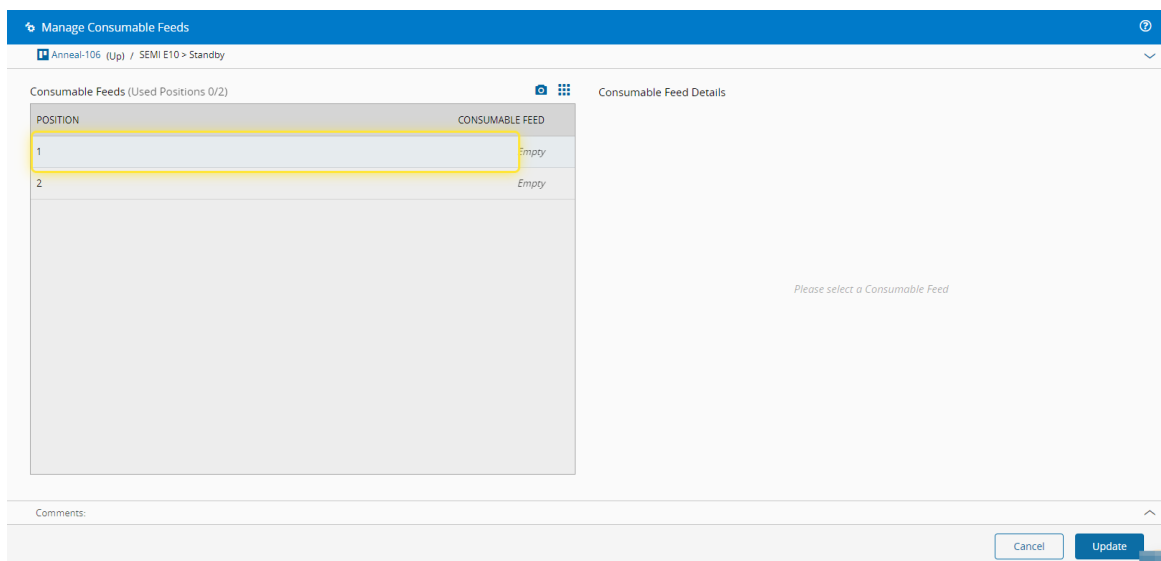 Manage Consumable Feeds
Anneal-106 (Up) / SEMI E10 > Standby
Consumable Feeds (Used Positions 0/2)
Consumable Feed Details
POSITION CONSUMABLE FEED
1 Empty
2 Empty
Please select a Consumable Feed
Comments:
Cancel Update